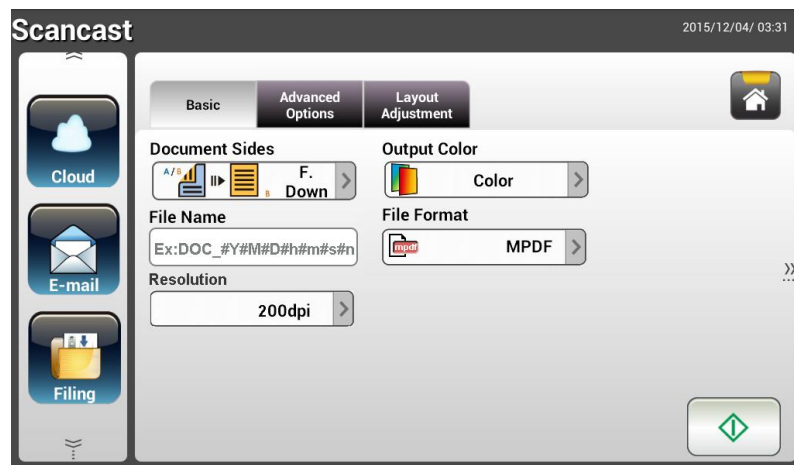 Scancast
2015/12/04/ 03:31
Cloud
E-mail
Filing
Basic
Advanced
Options
Layout
Adjustment
Document Sides
A/B
B
F.
Down
Output Color
Color
File Name
Ex:DOC_#Y#M#D#h#m#s#n
File Format
mpdf
MPDF
Resolution
200dpi